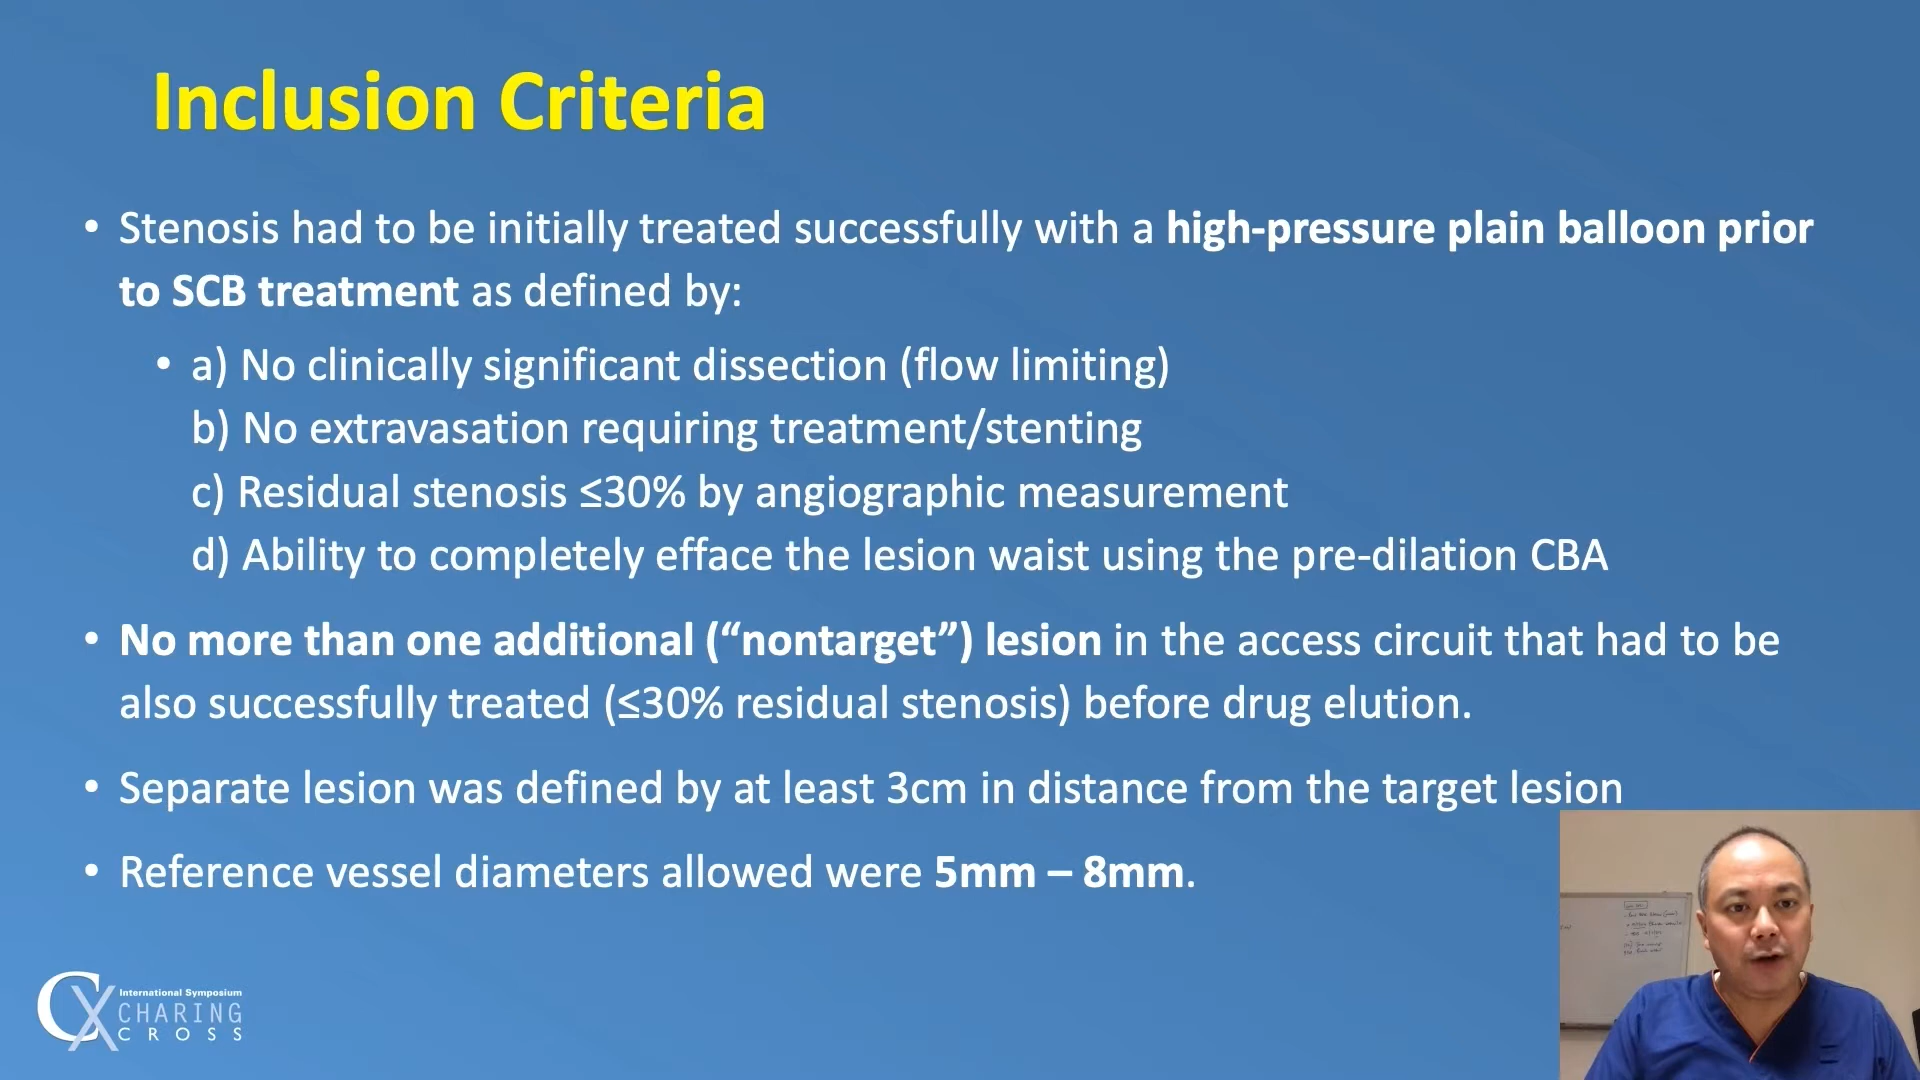 Inclusion Criteria
• Stenosis had to be initially treated successfully with a high-pressure plain balloon prior
to SCB treatment as defined by:
• a) No clinically significant dissection (flow limiting)
b) No extravasation requiring treatment/stenting
c) Residual stenosis ≤30% by angiographic measurement
d) Ability to completely efface the lesion waist using the pre-dilation CBA
• No more than one additional (“nontarget”) lesion in the access circuit that had to be
also successfully treated (≤30% residual stenosis) before drug elution.
• Separate lesion was defined by at least 3cm in distance from the target lesion
• Reference vessel diameters allowed were 5mm – 8mm.
CX
International Symposium
CHARING
CROSS